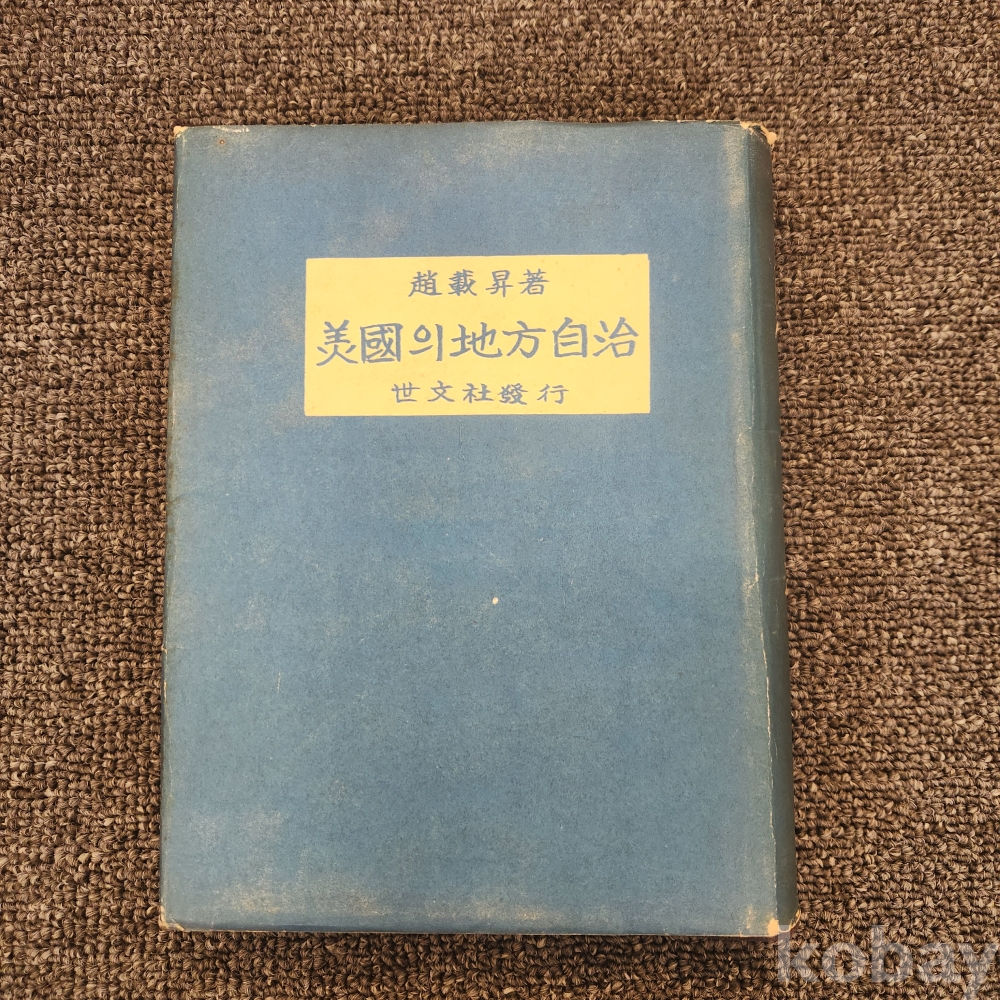 趙載昇著
美國의地方自治
世文社發行
kobay